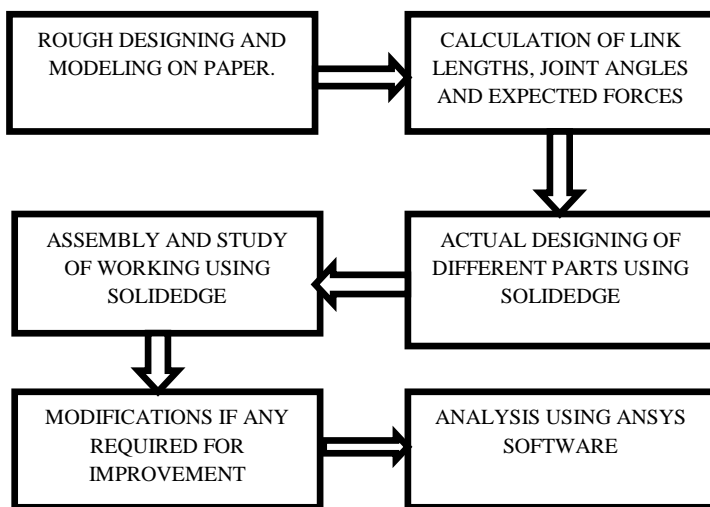 ROUGH DESIGNING AND
MODELING ON PAPER.
CALCULATION OF LINK
LENGTHS, JOINT ANGLES
AND EXPECTED FORCES
ACTUAL DESIGNING OF
DIFFERENT PARTS USING
SOLIDEDGE
ASSEMBLY AND STUDY
OF WORKING USING
SOLIDEDGE
MODIFICATIONS IF ANY
REQUIRED FOR
IMPROVEMENT
ANALYSIS USING ANSYS
SOFTWARE